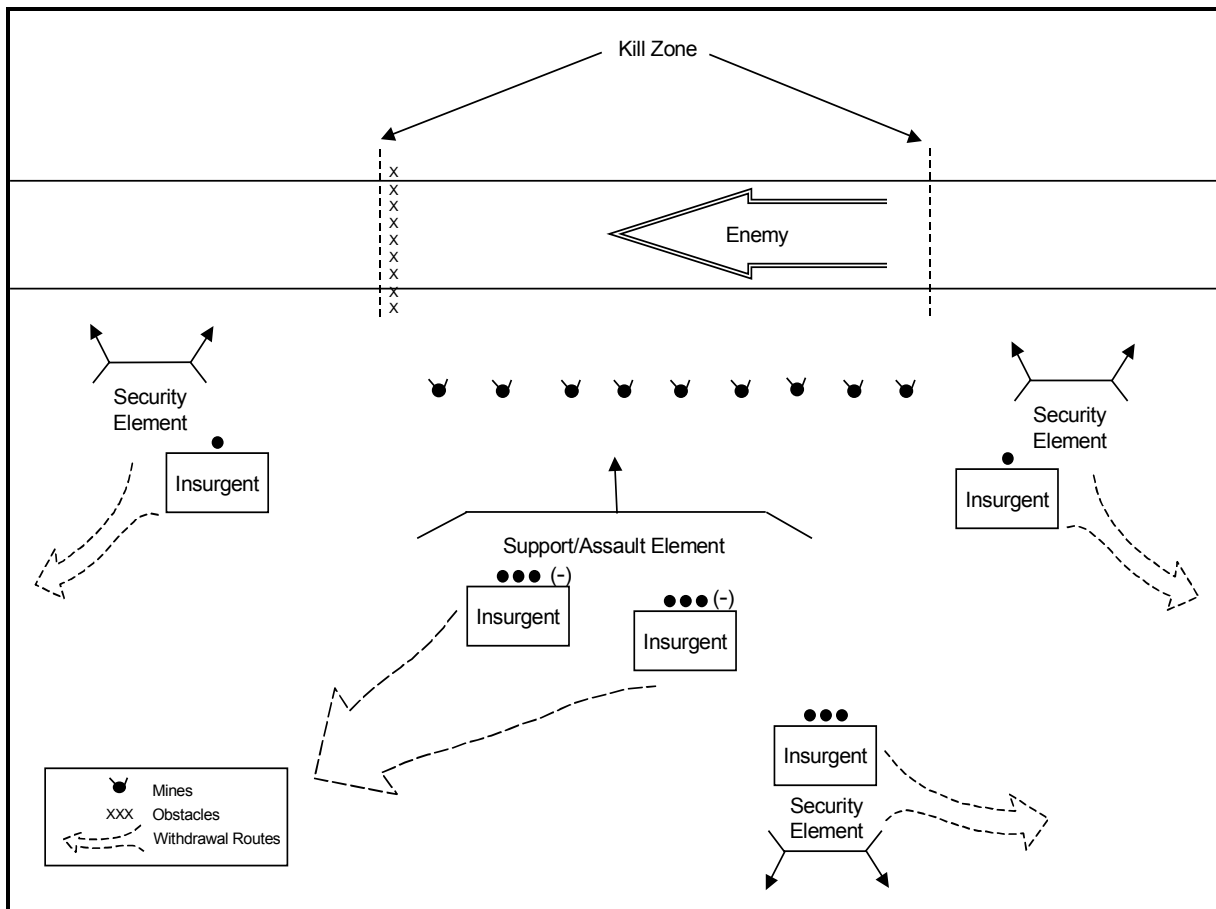 Kill Zone
x
x
x
x
x
x
x
x
x
Enemy
Security
Element
Insurgent
Security
Element
Insurgent
Support/Assault Element
(-)
Insurgent
(-)
Insurgent
Insurgent
Security
Element
Mines
XXX Obstacles
Withdrawal Routes